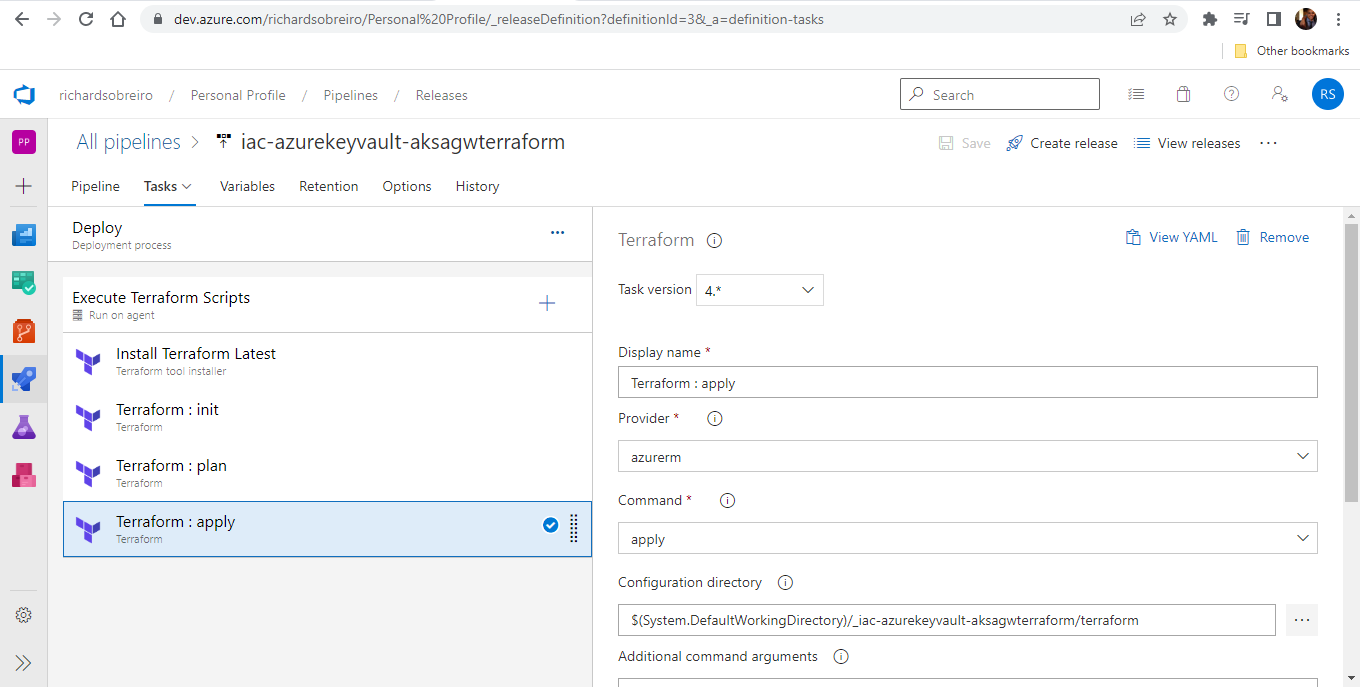 dev.azure.com/richardsobreiro/Personal%20Profile/_releaseDefinition?definitionId=3&_a=definition-tasks
Other bookmarks
richardsobreiro / Personal Profile / Pipelines / Releases
Search
RS
PP
All pipelines > iac-azurekeyvault-aksagwterraform
Save Create release View releases ...
Pipeline Tasks Variables Retention Options History
Deploy
Deployment process
...
Execute Terraform Scripts
Run on agent
Install Terraform Latest
Terraform tool installer
Terraform : init
Terraform
Terraform : plan
Terraform
Terraform : apply
Terraform
Terraform
View YAML Remove
Task version 4.*
Display name *
Terraform : apply
Provider *
azurerm
Command *
apply
Configuration directory
$(System.DefaultWorkingDirectory)/_iac-azurekeyvault-aksagwterraform/terraform
...
Additional command arguments